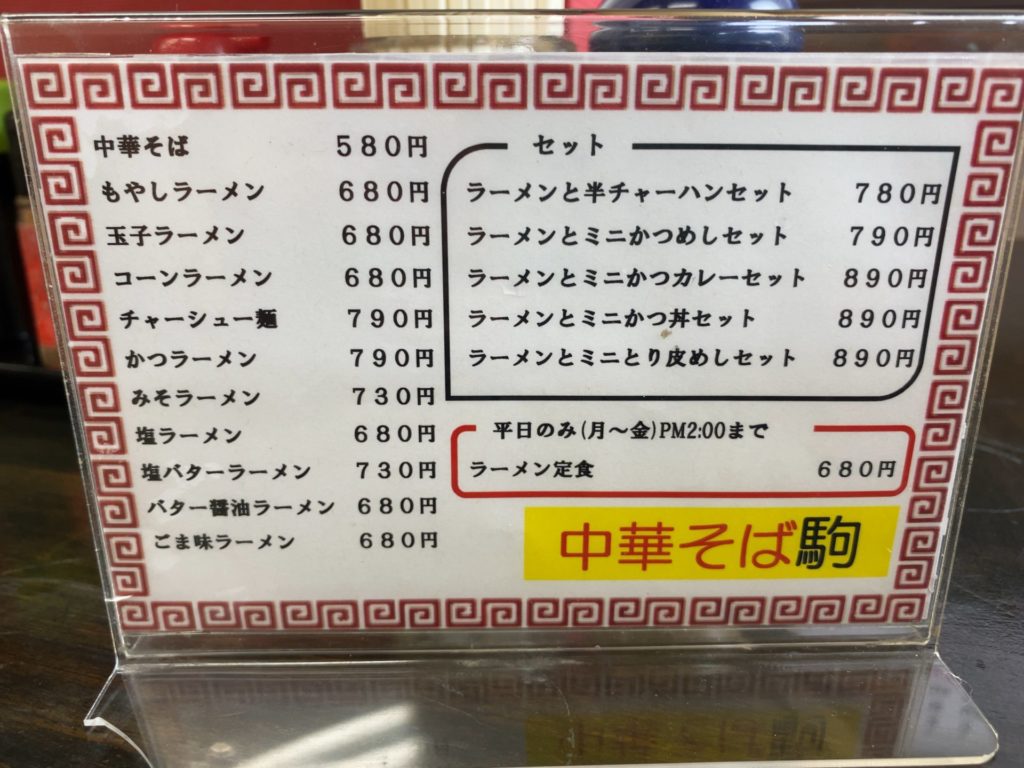 中華そば 580円
もやしラーメン 680円
玉子ラーメン 680円
コーンラーメン 680円
チャーシュー麺 790円
かつラーメン 790円
みそラーメン 730円
塩ラーメン 680円
塩バターラーメン 730円
バター醤油ラーメン 680円
ごま味ラーメン 680円
セット
ラーメンと半チャーハンセット 780円
ラーメンとミニかつめしセット 790円
ラーメンとミニかつカレーセット 890円
ラーメンとミニかつ丼セット 890円
ラーメンとミニとり皮めしセット 890円
平日のみ(月～金)PM2:00まで
ラーメン定食 680円
中華そば駒